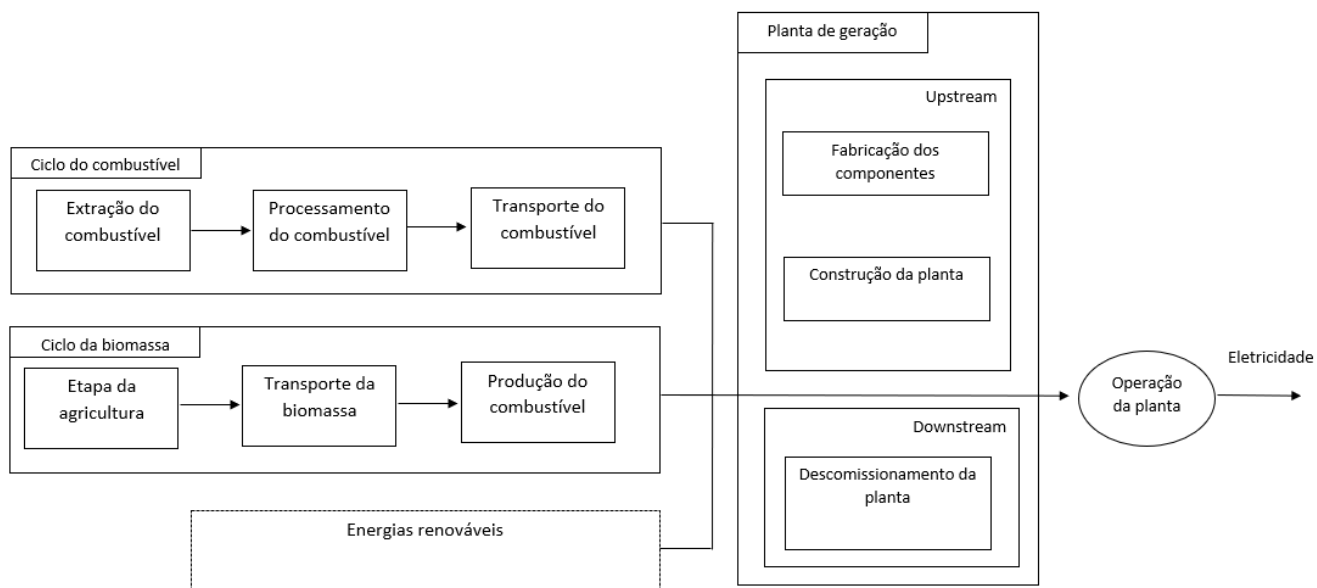 Planta de geração
Upstream
Fabricação dos
componentes
Construção da planta
Ciclo do combustível
Extração do
combustível
Processamento
do combustível
Transporte do
combustível
Ciclo da biomassa
Etapa da
agricultura
Transporte da
biomassa
Produção do
combustível
Energias renováveis
Downstream
Descomissionamento da
planta
Operação
da planta
Eletricidade